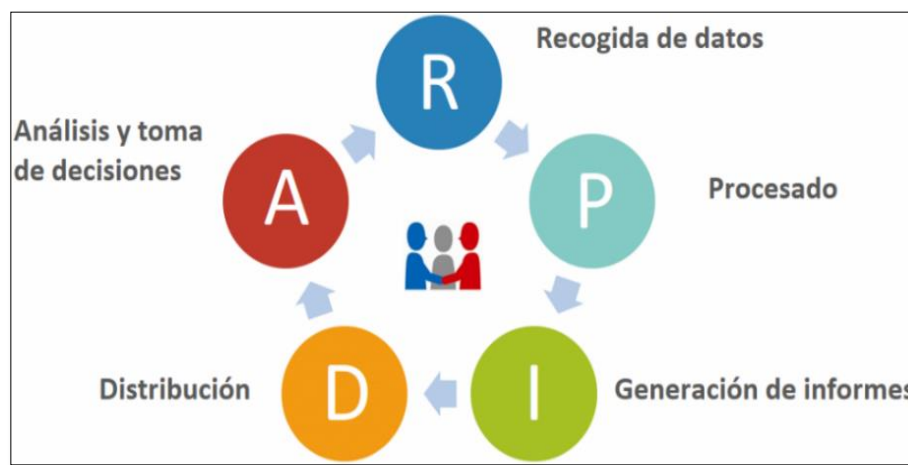 R
Recogida de datos
P
Procesado
I
Generación de informes
D
Distribución
A
Análisis y toma
de decisiones